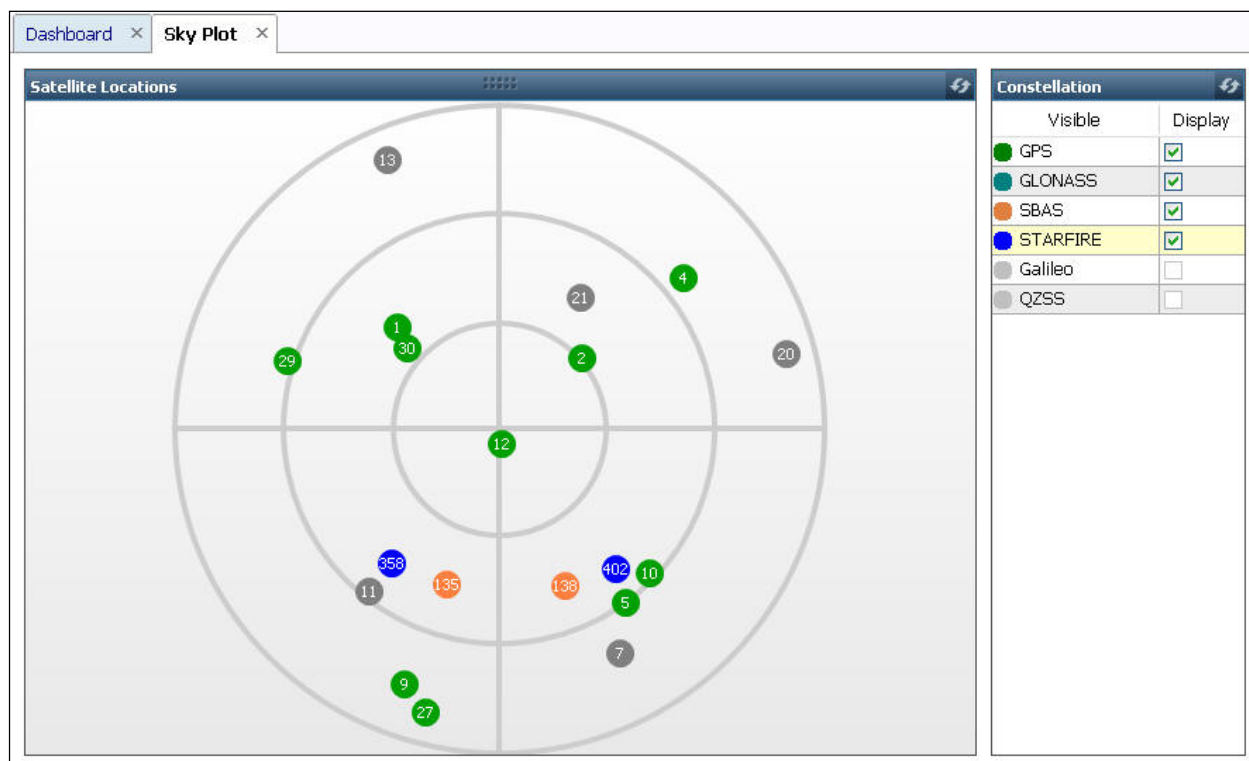 Dashboard × Sky Plot ×
Satellite Locations
13
4
21
1
30
2
20
29
12
358
402
10
135
138
11
5
7
9
27
Constellation
Visible Display
GPS
GLONASS
SBAS
STARFIRE
Galileo
QZSS